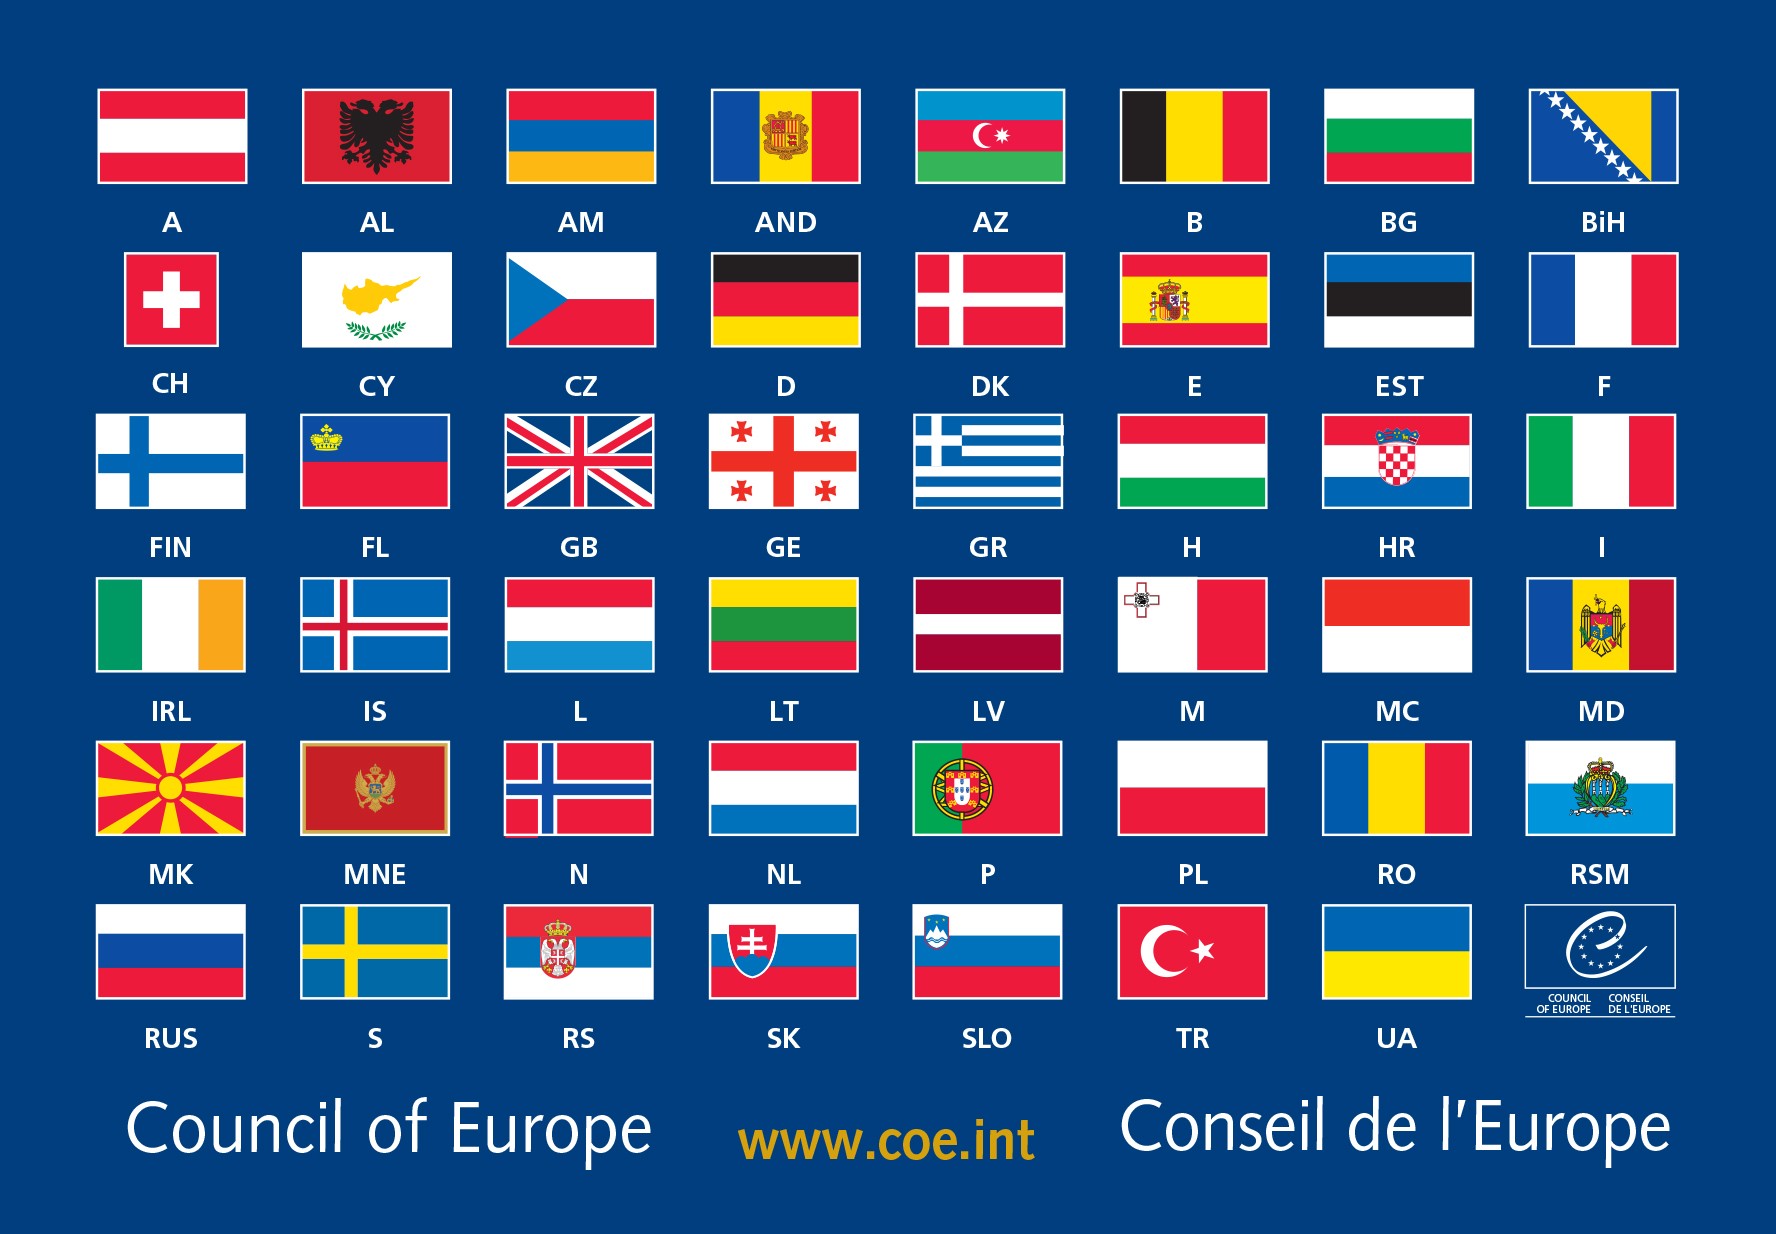 A AL AM AND AZ B BG BiH
CH CY CZ D DK E EST F
FIN FL GB GE GR H HR I
IRL IS L LT LV M MC MD
MK MNE N NL P PL RO RSM
COUNCIL CONSEIL
OF EUROPE DE L'EUROPE
RUS S RS SK SLO TR UA
Council of Europe www.coe.int Conseil de l'Europe